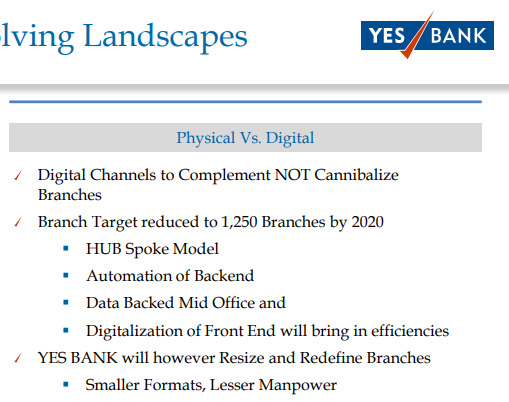 lving Landscapes
YES BANK
Physical Vs. Digital
Digital Channels to Complement NOT Cannibalize
Branches
Branch Target reduced to 1,250 Branches by 2020
HUB Spoke Model
Automation of Backend
Data Backed Mid Office and
Digitalization of Front End will bring in efficiencies
YES BANK will however Resize and Redefine Branches
Smaller Formats, Lesser Manpower